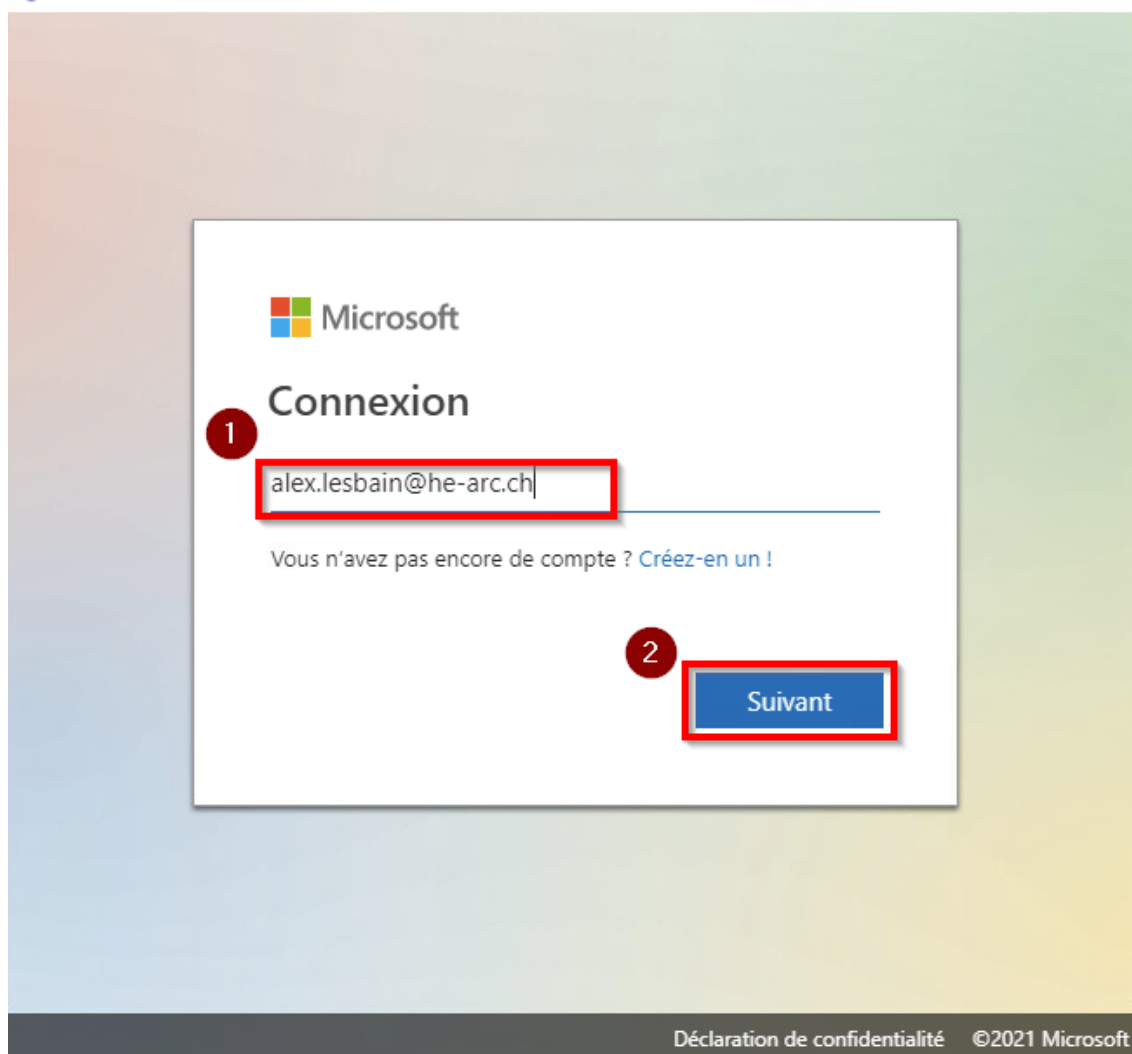 Microsoft
Connexion
1
alex.lesbain@he-arc.ch
Vous n'avez pas encore de compte ? Créez-en un !
2
Suivant
Déclaration de confidentialité ©2021 Microsoft